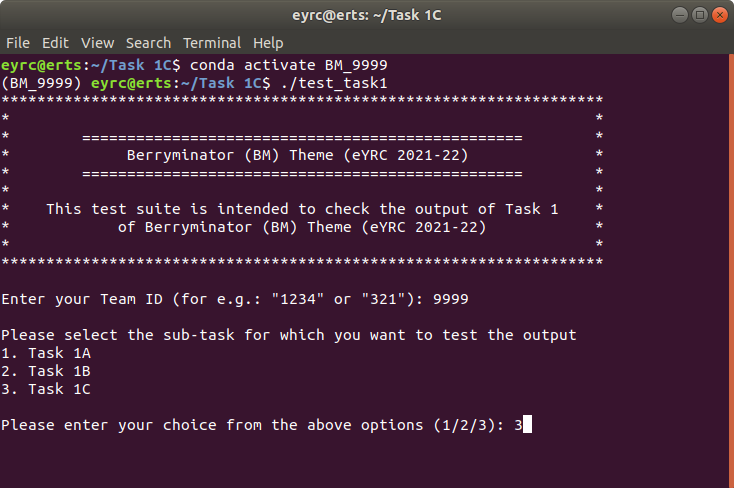 eyrc@erts: ~/Task 1C
File Edit View Search Terminal Help
eyrc@erts:~/Task 1C$ conda activate BM_9999
(BM_9999) eyrc@erts:~/Task 1C$ ./test_task1
*******************************************************************
*                                                                 *
*        =================================================        *
*             Berryminator (BM) Theme (eYRC 2021-22)              *
*        =================================================        *
*                                                                 *
*    This test suite is intended to check the output of Task 1    *
*            of Berryminator (BM) Theme (eYRC 2021-22)            *
*                                                                 *
*******************************************************************
Enter your Team ID (for e.g.: "1234" or "321"): 9999
Please select the sub-task for which you want to test the output
1. Task 1A
2. Task 1B
3. Task 1C
Please enter your choice from the above options (1/2/3): 3